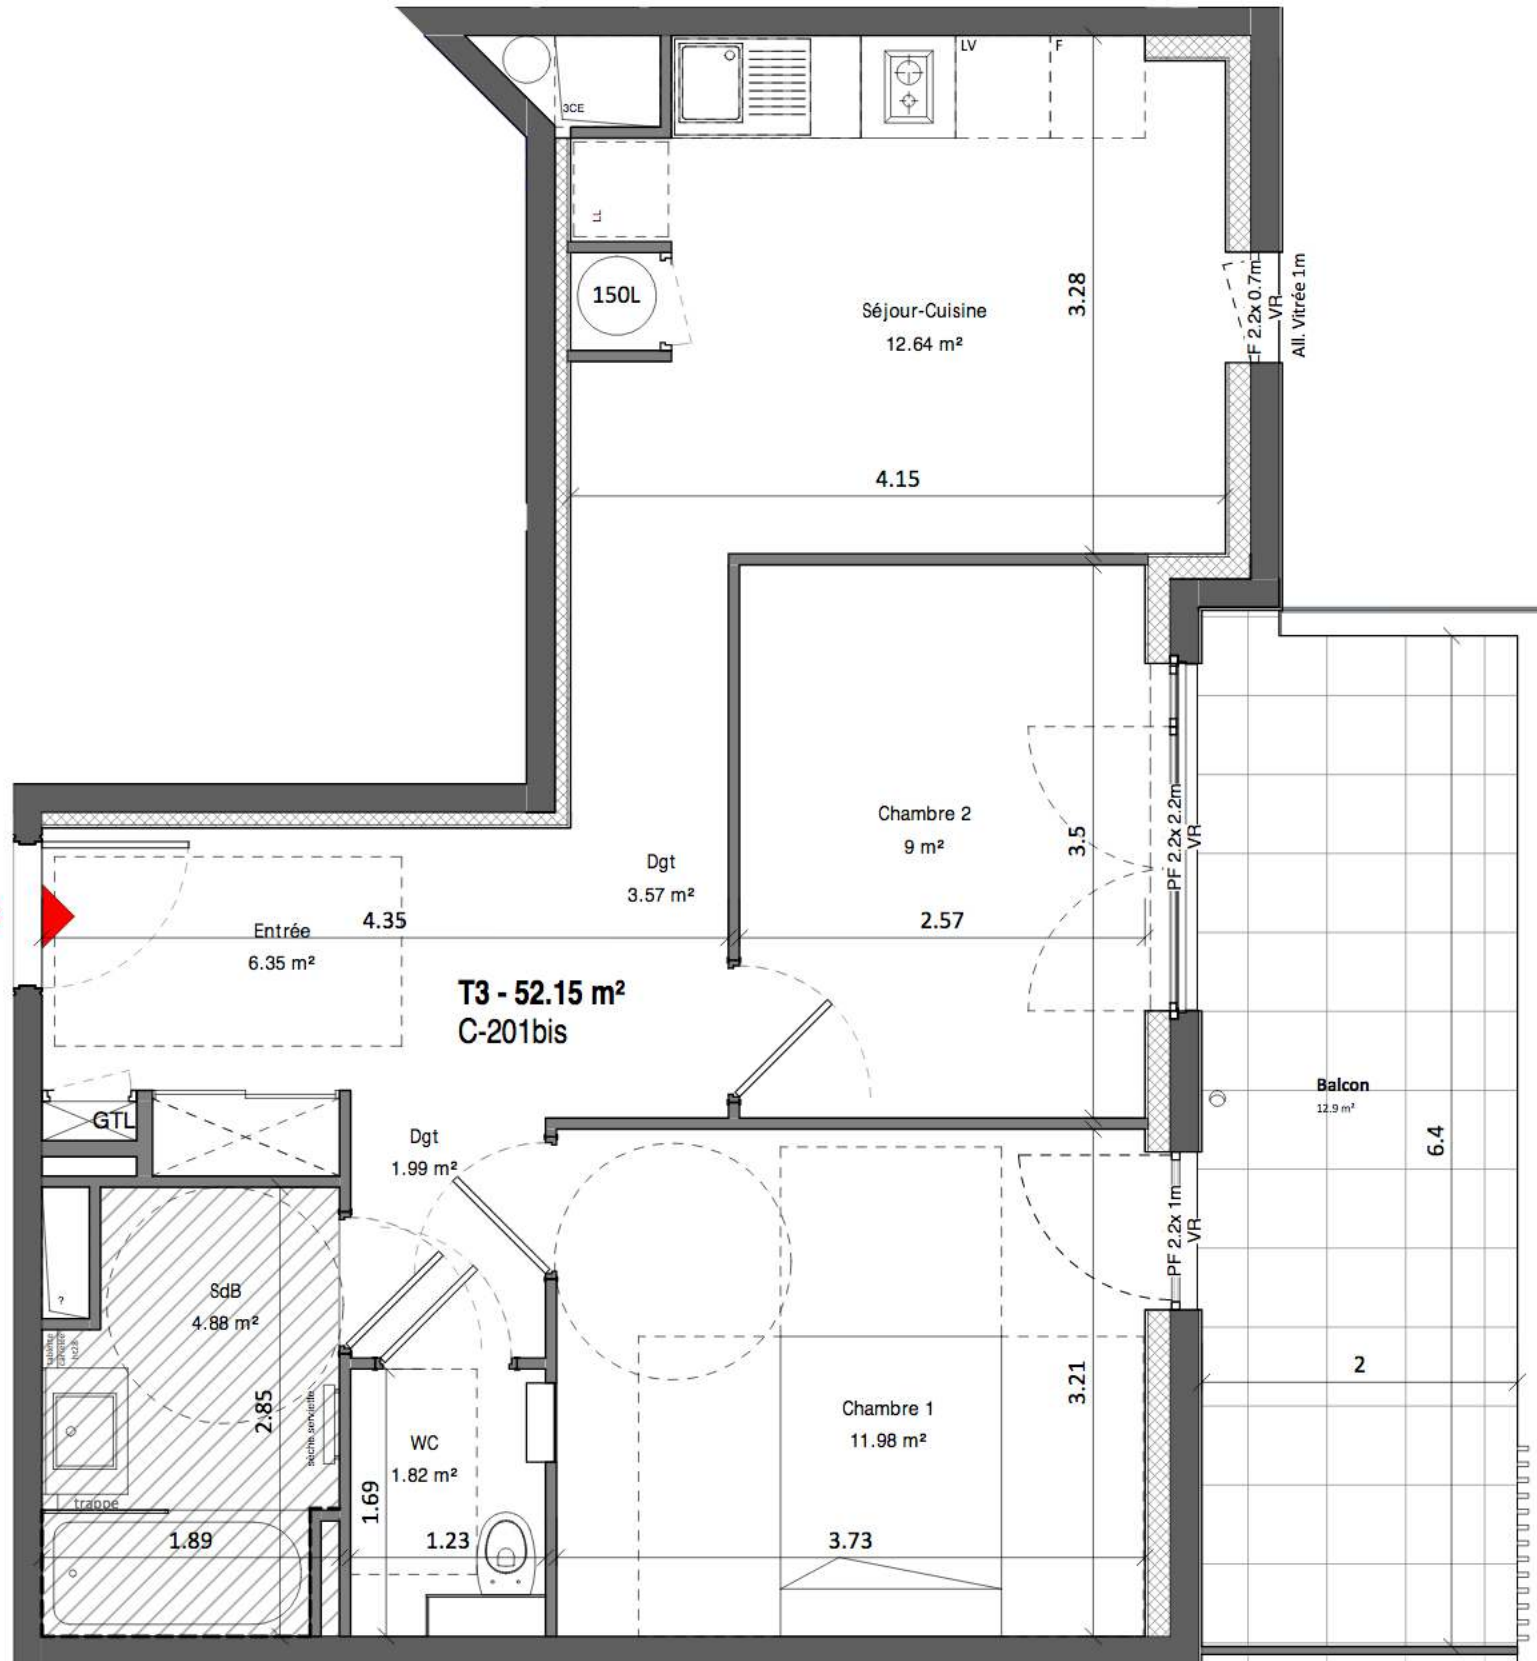 LV
F
3CE
LL
150L
Séjour-Cuisine
12.64 m²
3.28
F 2.2x 0.7m
VR
All. Vitrée 1m
4.15
Chambre 2
9 m²
3.5
PF 2.2x 2.2m
VR
Dgt
3.57 m²
4.35
2.57
Entrée
6.35 m²
T3 - 52.15 m²
C-201bis
Balcon
12.9 m²
6.4
GTL
Dgt
1.99 m²
PF 2.2x 1m
VR
?
SdB
4.88 m²
2.85
sèche serviette
2
3.21
Chambre 1
11.98 m²
WC
1.82 m²
1.69
trappe
1.89
1.23
3.73